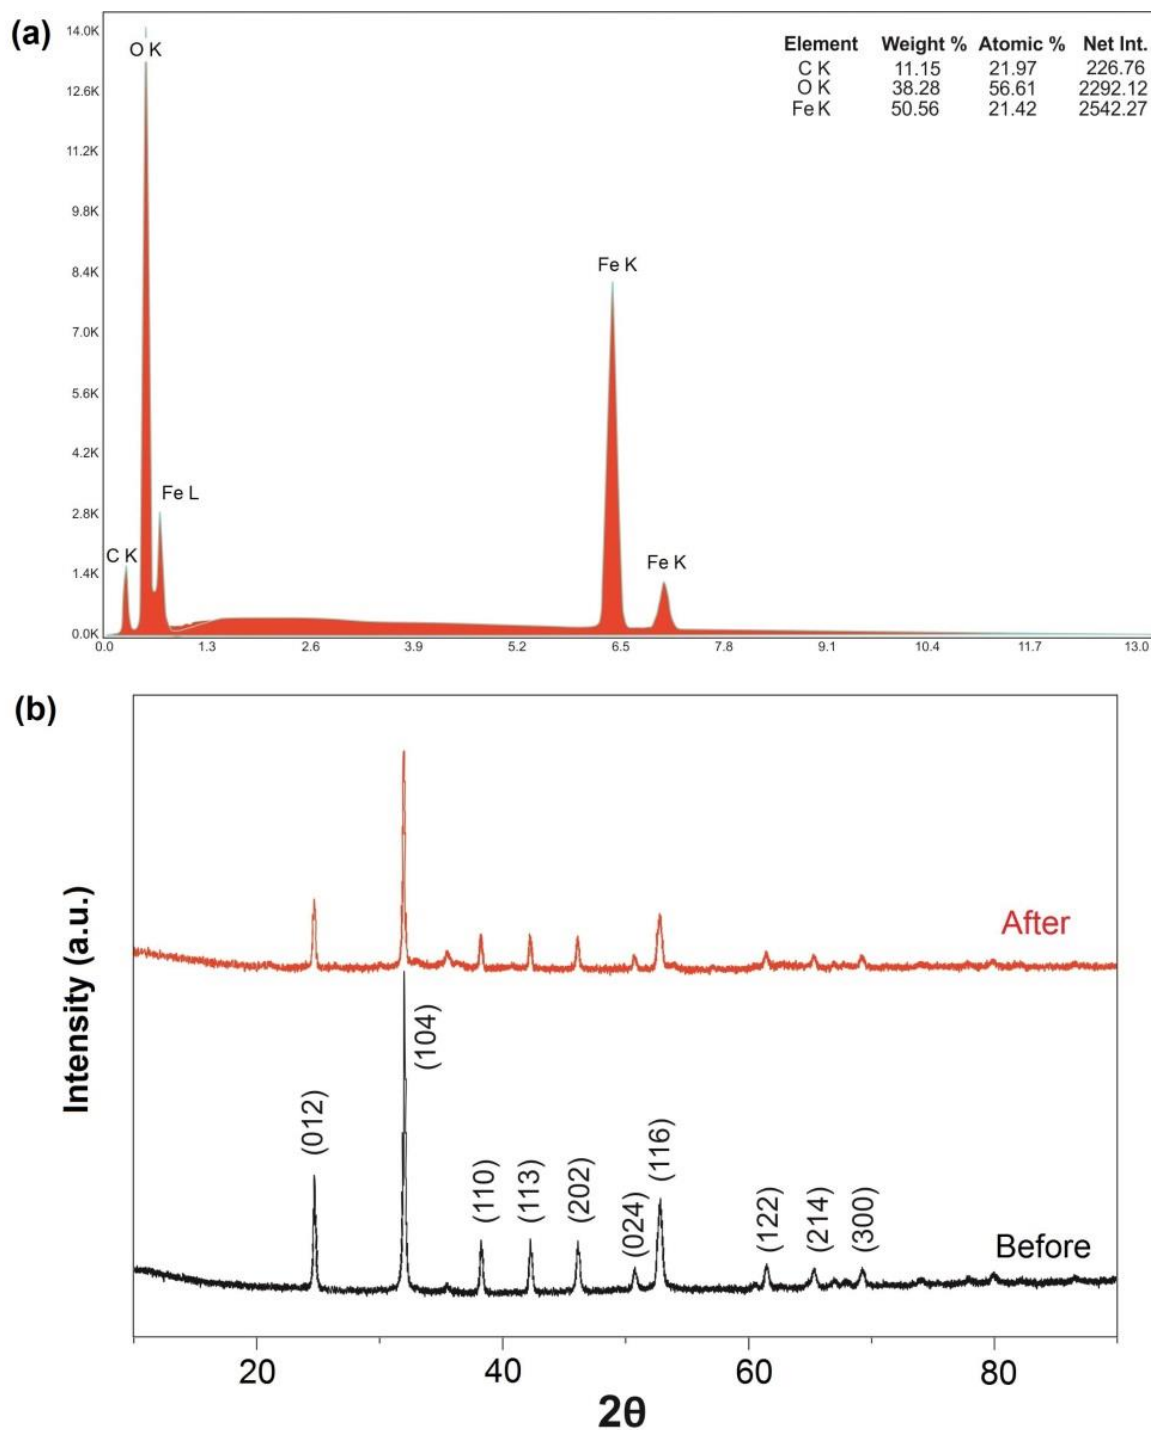 (a)
14.0K
12.6K
11.2K
9.8K
8.4K
7.0K
5.6K
4.2K
2.8K
1.4K
0.0K
O K
Fe L
C K
Fe K
Fe K
Element Weight % Atomic % Net Int.
C K 11.15 21.97 226.76
O K 38.28 56.61 2292.12
Fe K 50.56 21.42 2542.27
0.0 1.3 2.6 3.9 5.2 6.5 7.8 9.1 10.4 11.7 13.0
(b)
Intensity (a.u.)
After
(012)
(104)
(110)
(113)
(202)
(024)
(116)
(122)
(214)
(300)
Before
20 40 60 80
2θ